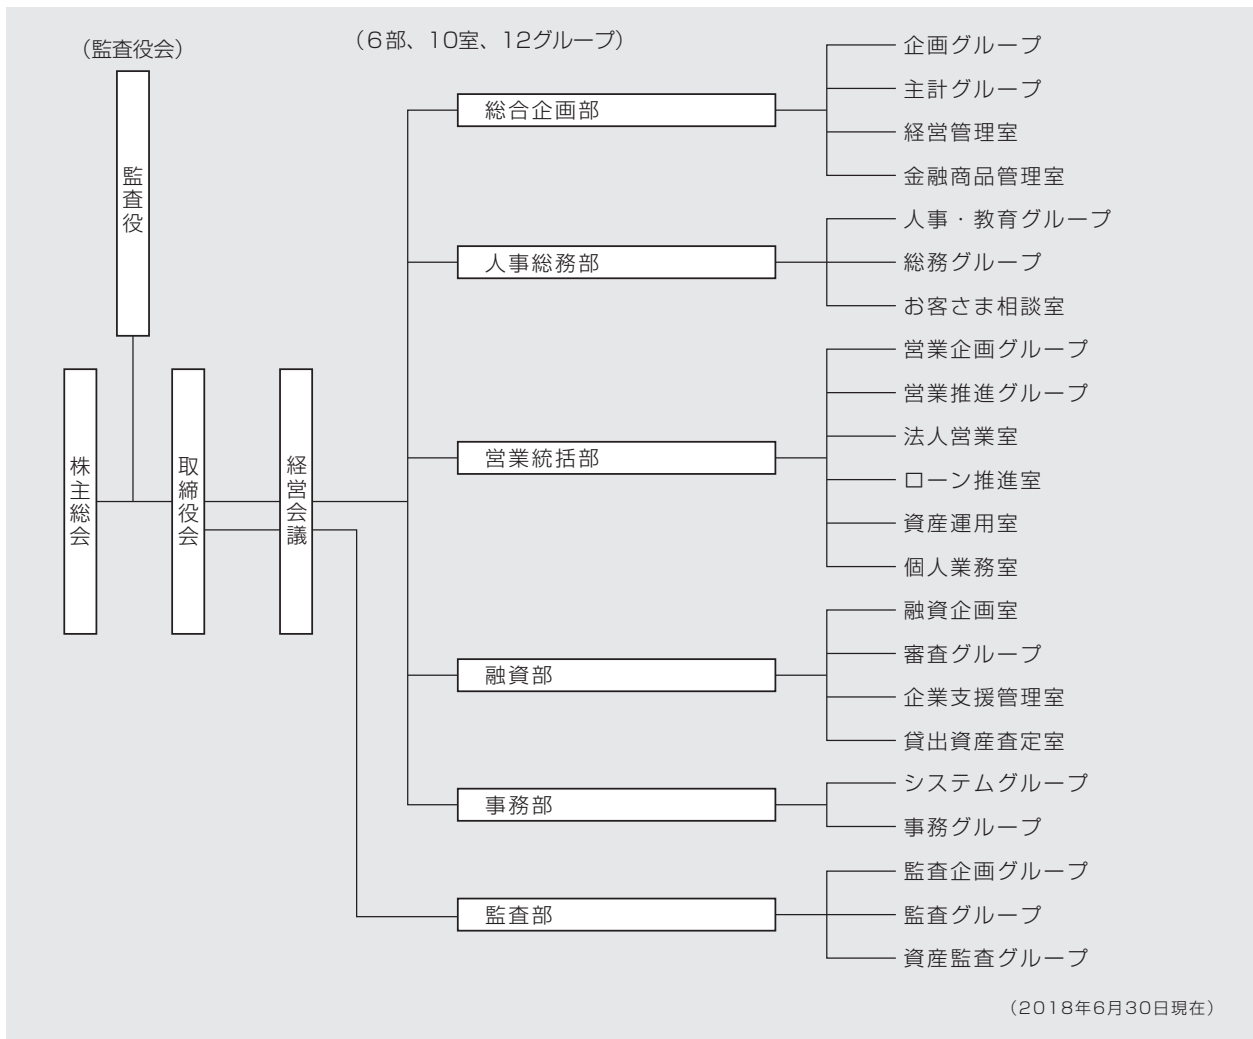 （監査役会）
（6部、10室、12グループ）
監査役
株主総会
取締役会
経営会議
総合企画部
企画グループ
主計グループ
経営管理室
金融商品管理室
人事総務部
人事・教育グループ
総務グループ
お客さま相談室
営業統括部
営業企画グループ
営業推進グループ
法人営業室
ローン推進室
資産運用室
個人業務室
融資部
融資企画室
審査グループ
企業支援管理室
貸出資産査定室
事務部
システムグループ
事務グループ
監査部
監査企画グループ
監査グループ
資産監査グループ
（2018年6月30日現在）